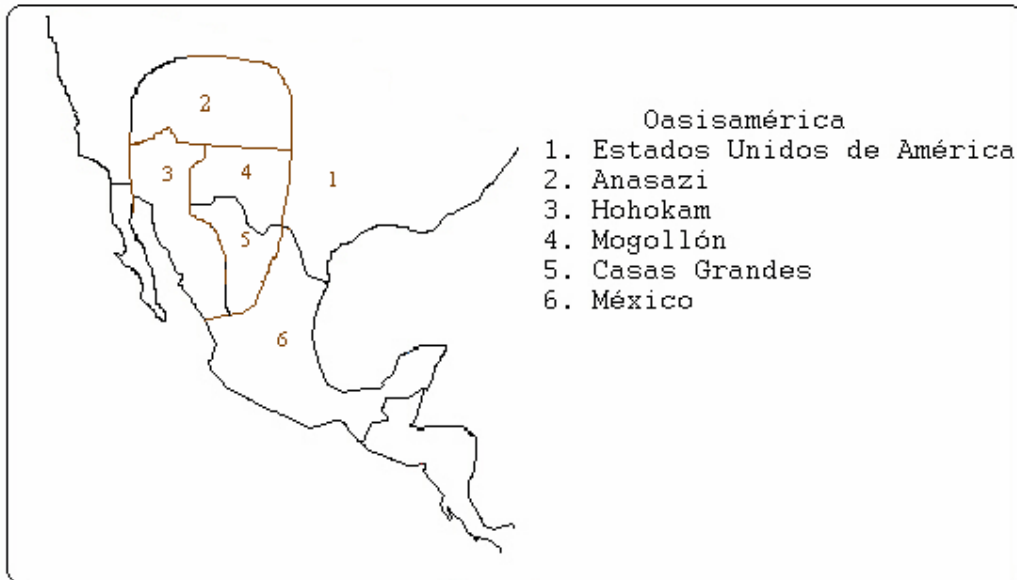 Oasisamérica
1. Estados Unidos de América
2. Anasazi
3. Hohokam
4. Mogollón
5. Casas Grandes
6. México
2
3
4
1
5
6